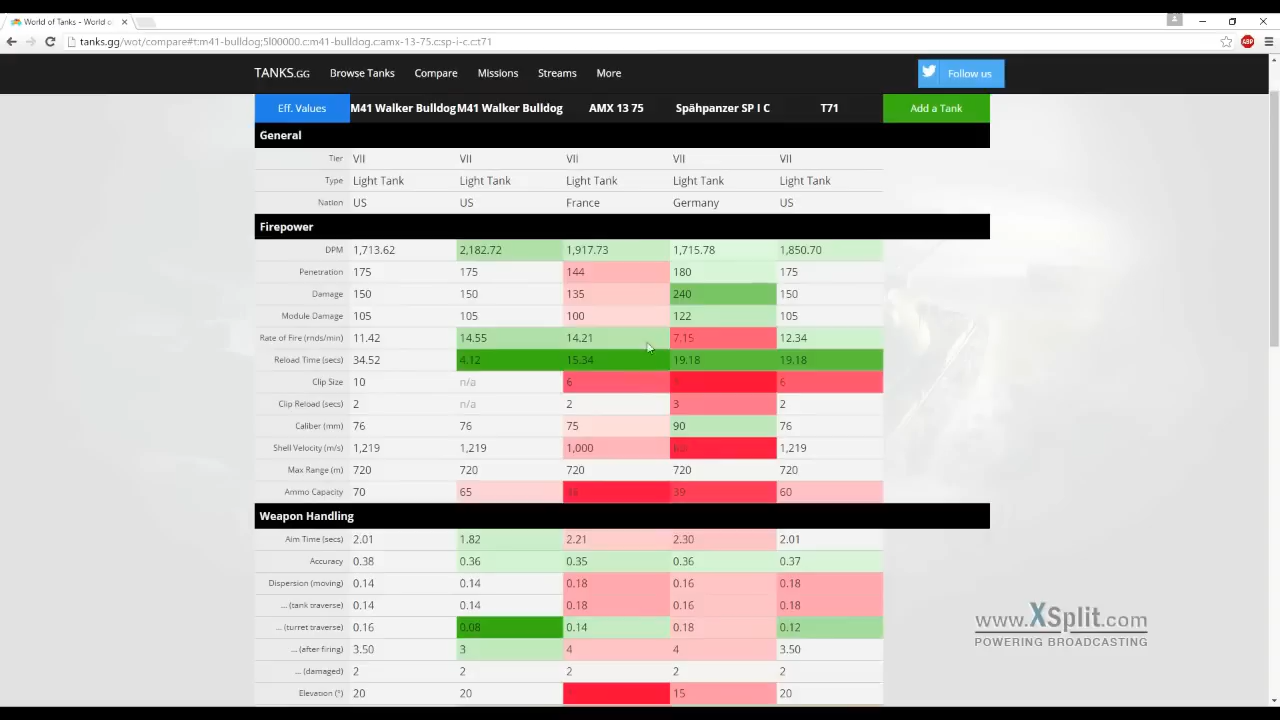 World of Tanks - World o
tanks.gg/wot/compare#t:m41-bulldog;5l00000.c:m41-bulldog.c:amx-13-75.c:sp-i-c.c:t71
ABP
TANKS.GG Browse Tanks Compare Missions Streams More Follow us
Eff. Values M41 Walker Bulldog M41 Walker Bulldog AMX 13 75 Spähpanzer SP I C T71 Add a Tank
General
Tier VII VII VII VII VII
Type Light Tank Light Tank Light Tank Light Tank Light Tank
Nation US US France Germany US
Firepower
DPM 1,713.62 2,182.72 1,917.73 1,715.78 1,850.70
Penetration 175 175 144 180 175
Damage 150 150 135 240 150
Module Damage 105 105 100 122 105
Rate of Fire (rnds/min) 11.42 14.55 14.21 7.15 12.34
Reload Time (secs) 34.52 4.12 15.34 19.18 19.18
Clip Size 10 n/a 6 6
Clip Reload (secs) 2 n/a 2 3 2
Caliber (mm) 76 76 75 90 76
Shell Velocity (m/s) 1,219 1,219 1,000 1,219
Max Range (m) 720 720 720 720 720
Ammo Capacity 70 65 39 60
Weapon Handling
Aim Time (secs) 2.01 1.82 2.21 2.30 2.01
Accuracy 0.38 0.36 0.35 0.36 0.37
Dispersion (moving) 0.14 0.14 0.18 0.16 0.18
... (tank traverse) 0.14 0.14 0.18 0.16 0.18
... (turret traverse) 0.16 0.08 0.14 0.18 0.12
... (after firing) 3.50 3 4 4 3.50
... (damaged) 2 2 2 2 2
Elevation (°) 20 20 15 20
www.XSplit.com
POWERING BROADCASTING